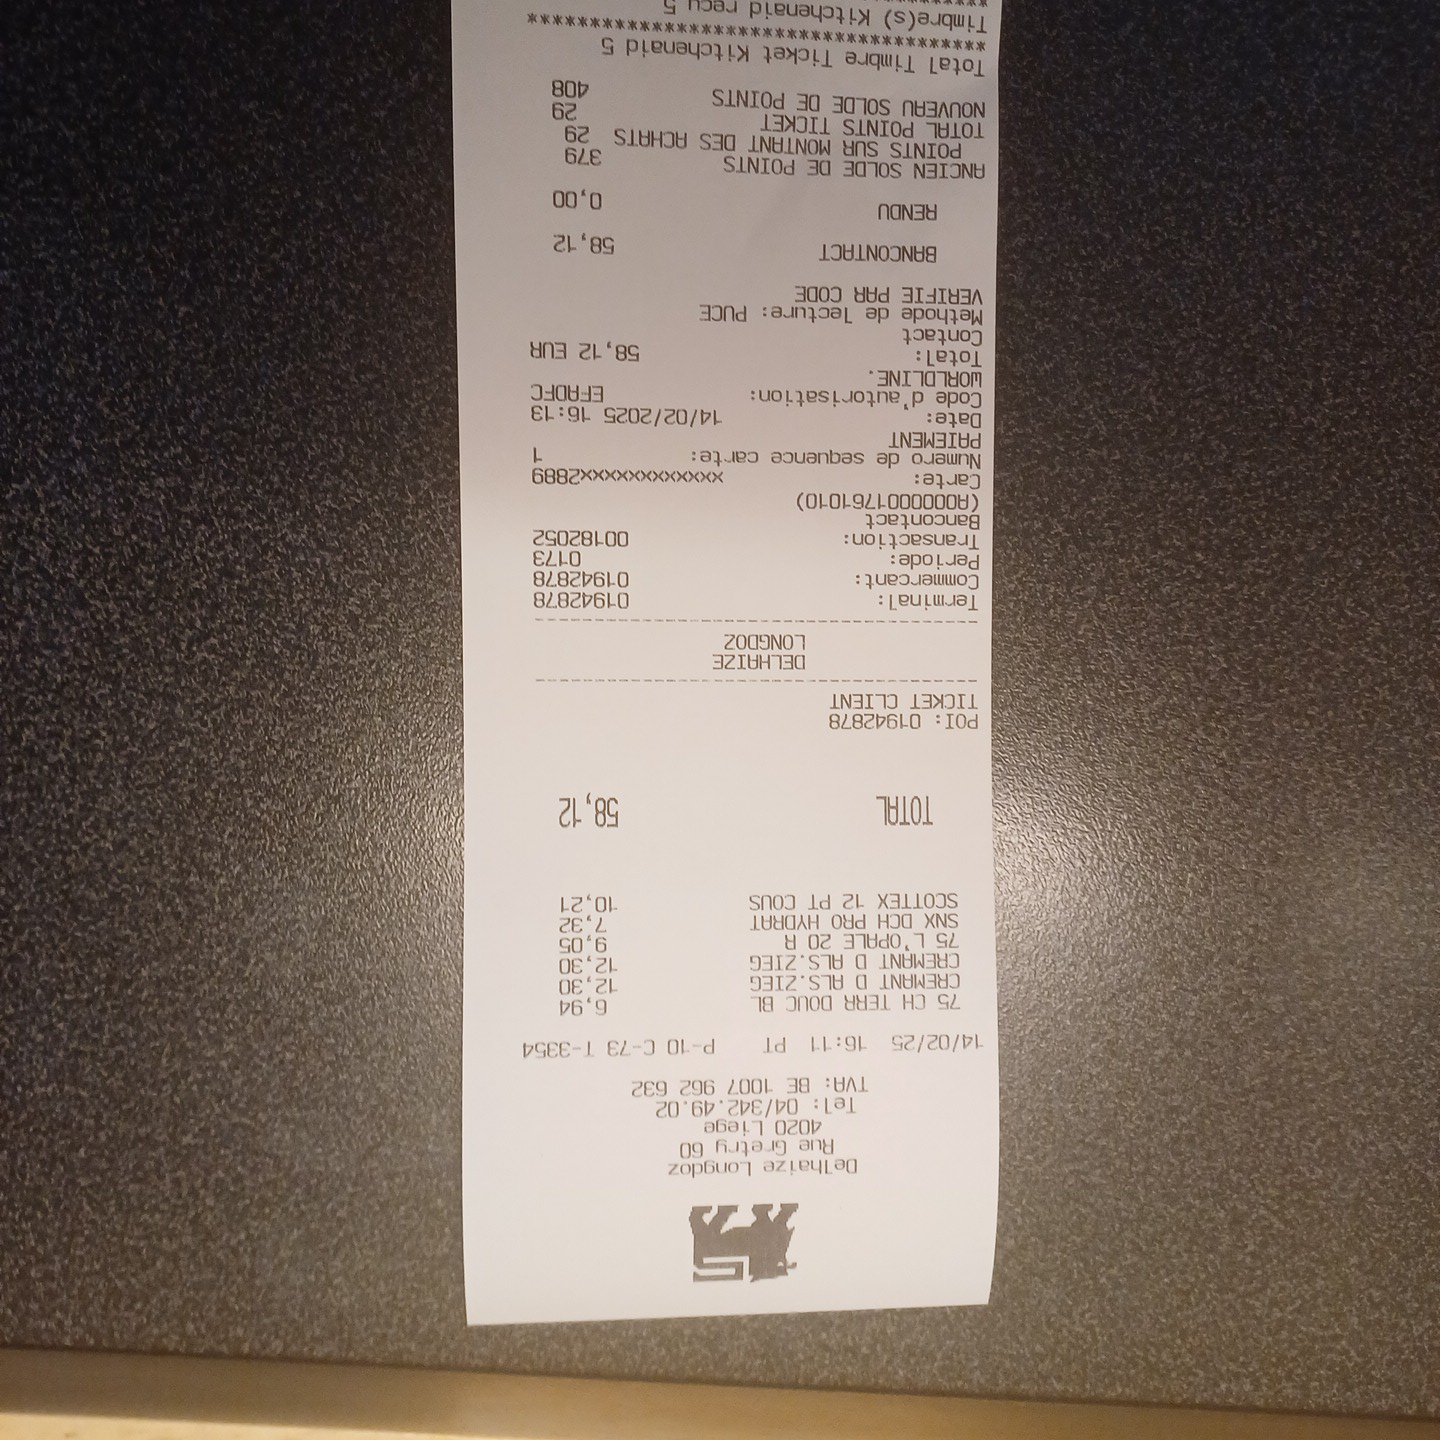 Delhaize Longdoz
Rue Gretry 60
4020 Liege
Tel: 04/342.49.02
TVA: BE 1007 962 632
14/02/25 16:11 PT P-10 C-73 T-3354
75 CH TERR DOUC BL 6,94
CREMANT D ALS.ZIEG 12,30
CREMANT D ALS.ZIEG 12,30
75 L'OPALE 20 R 9,05
SNX DCH PRO HYDRAT 7,32
SCOTTEX 12 PT COUS 10,21
TOTAL 58,12
POI: 01942878
TICKET CLIENT
------------------------------------
DELHAIZE
LONGDOZ
------------------------------------
Terminal: 01942878
Commercant: 01942878
Periode: 0173
Transaction: 00182052
Bancontact
(A0000001761010)
Carte: xxxxxxxxxxxx2889
Numero de sequence carte: 1
PAIEMENT
Date: 14/02/2025 16:13
Code d'autorisation: EFADFC
WORLDLINE.
Total: 58,12 EUR
Contact
Methode de lecture: PUCE
VERIFIE PAR CODE
BANCONTACT 58,12
RENDU 0,00
ANCIEN SOLDE DE POINTS 379
POINTS SUR MONTANT DES ACHATS 29
TOTAL POINTS TICKET 29
NOUVEAU SOLDE DE POINTS 408
Total Timbre Ticket Kitchenaid 5
**************************************
Timbre(s) Kitchenaid reçu 5